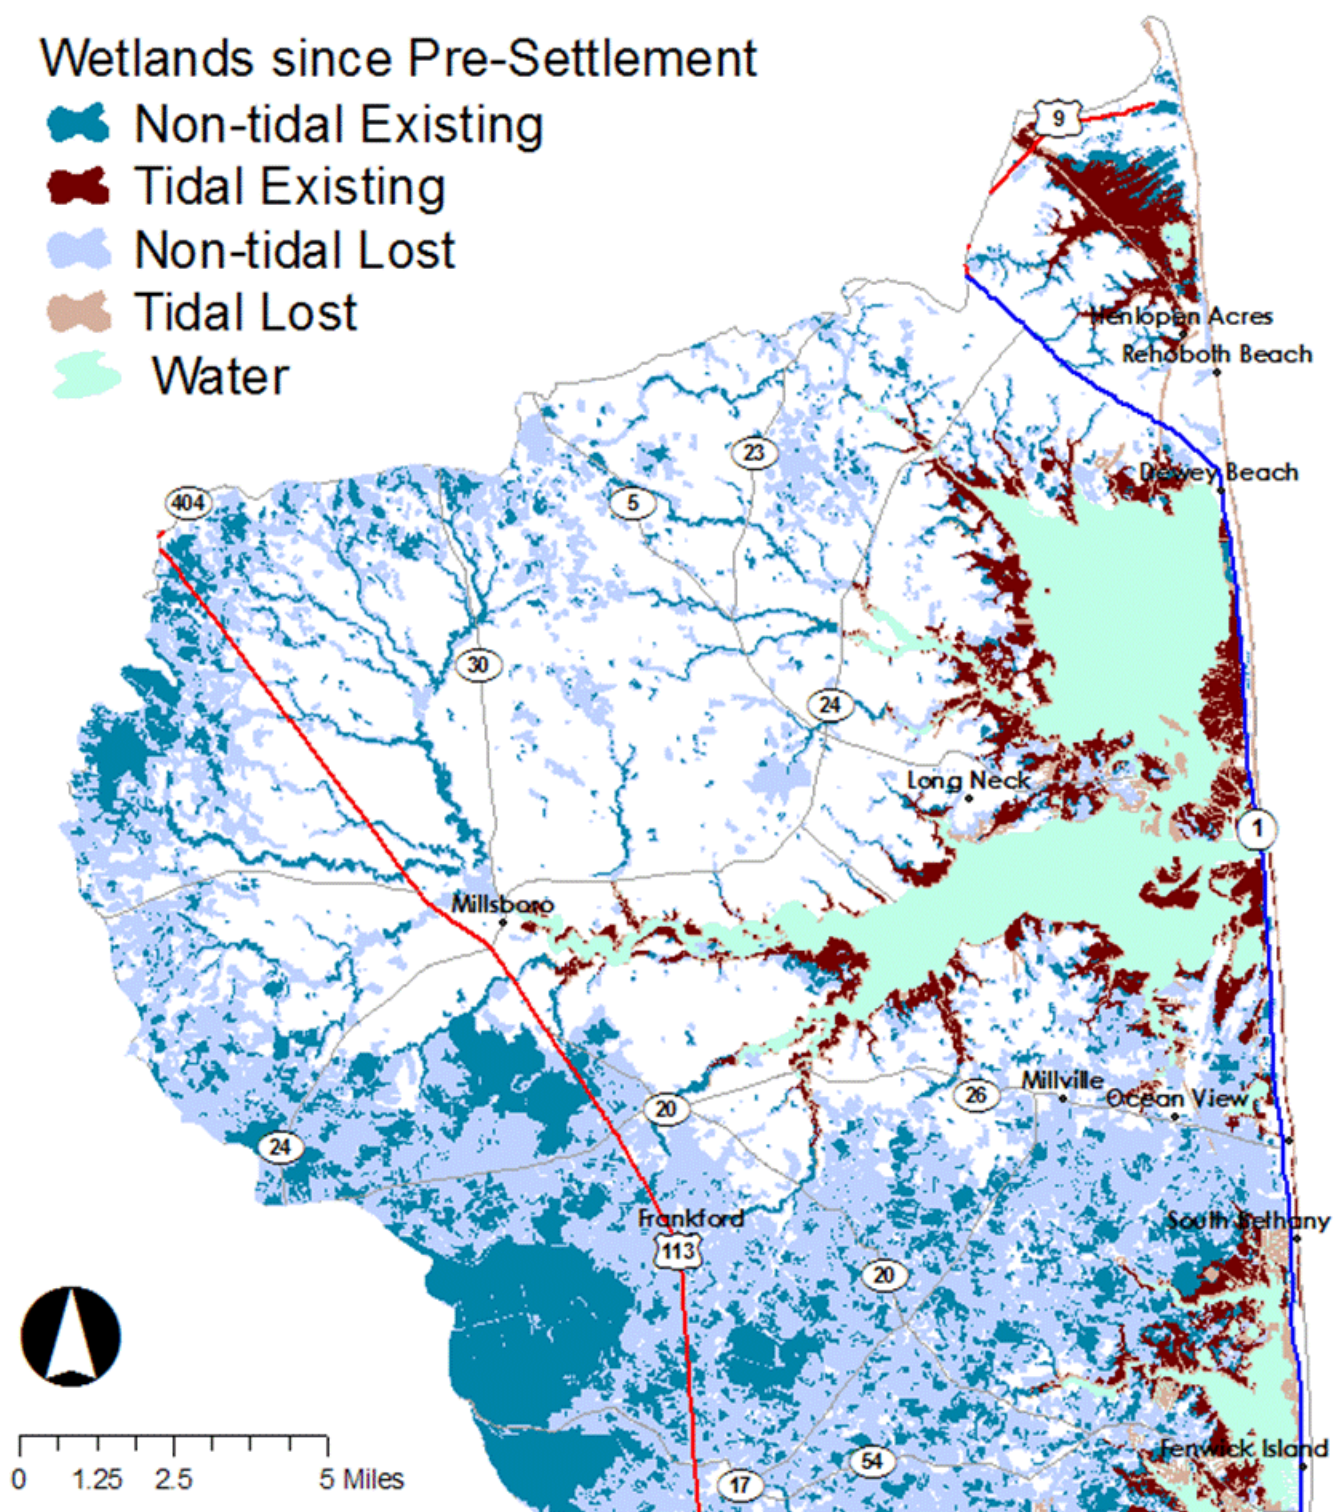 Wetlands since Pre-Settlement
Non-tidal Existing
Tidal Existing
Non-tidal Lost
Tidal Lost
Water
9
Henlopen Acres
Rehoboth Beach
23
Dewey Beach
404
5
30
24
Long Neck
1
Millsboro
Millville
20
26
Ocean View
24
Frankford
South Bethany
113
20
Fenwick Island
54
17
0 1.25 2.5 5 Miles